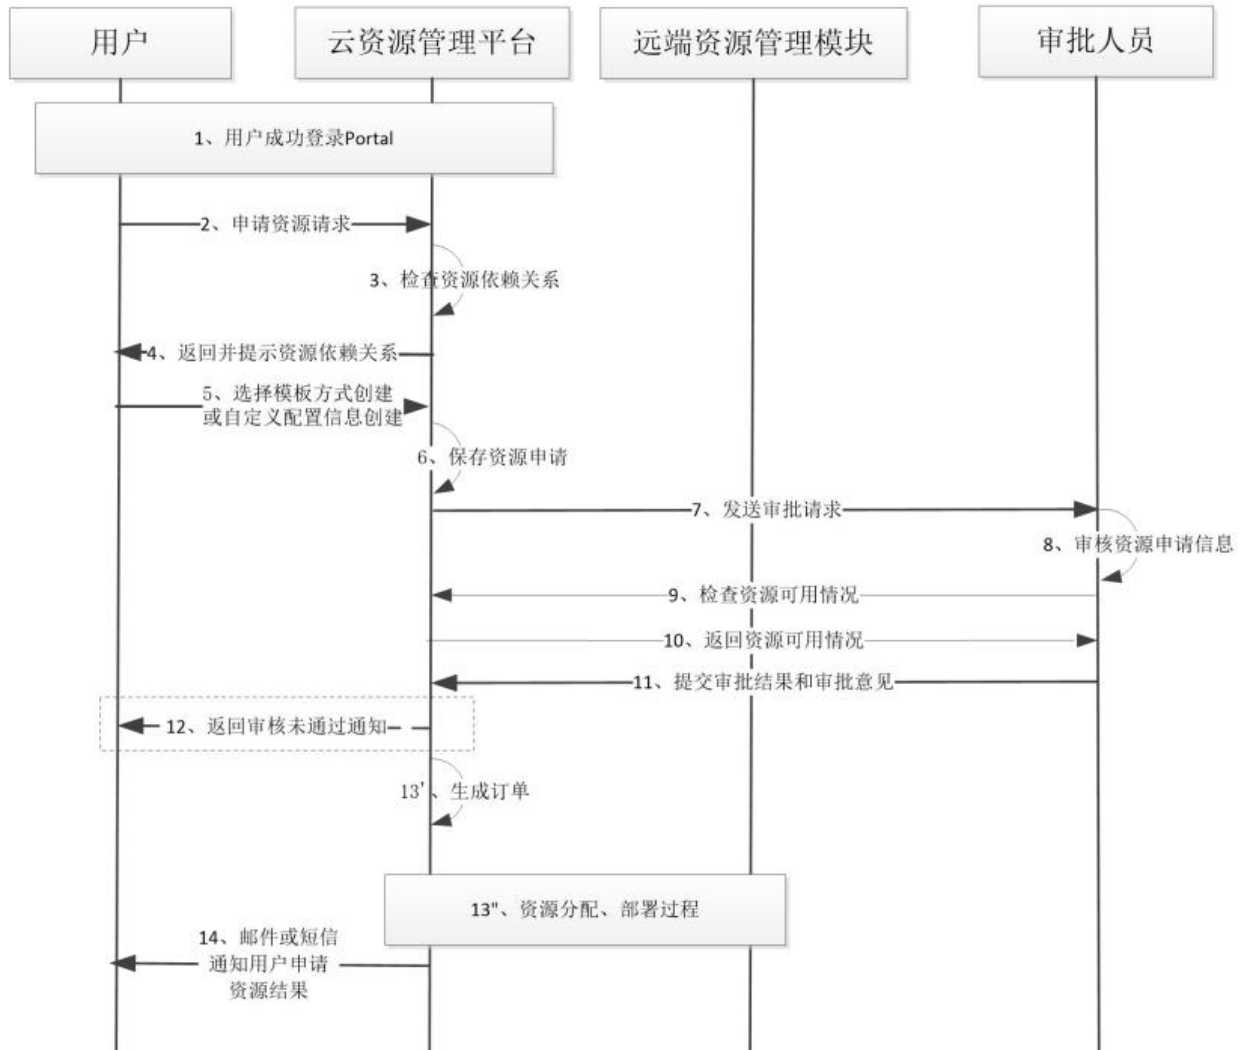 用户
云资源管理平台
远端资源管理模块
审批人员
1、用户成功登录Portal
2、申请资源请求
3、检查资源依赖关系
4、返回并提示资源依赖关系
5、选择模板方式创建
或自定义配置信息创建
6、保存资源申请
7、发送审批请求
8、审核资源申请信息
9、检查资源可用情况
10、返回资源可用情况
11、提交审批结果和审批意见
12、返回审核未通过通知
13'、生成订单
13"、资源分配、部署过程
14、邮件或短信
通知用户申请
资源结果